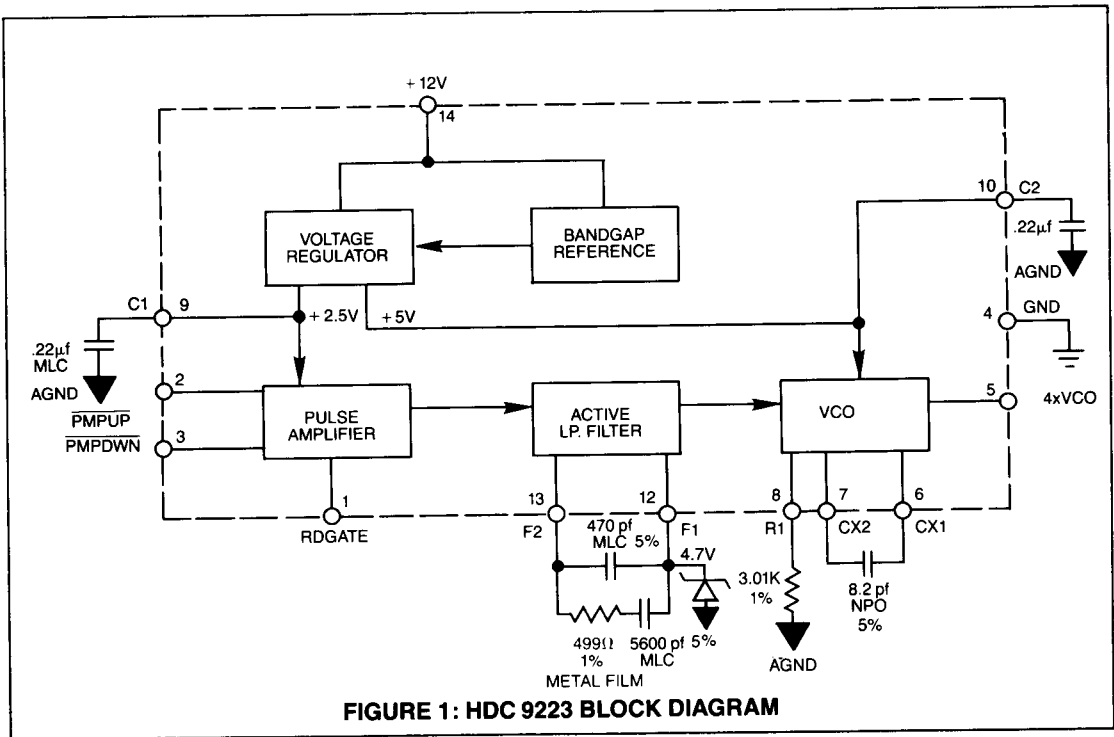 + 12V
14
VOLTAGE
REGULATOR
BANDGAP
REFERENCE
10
C2
.22μf
AGND
C1
9
+ 2.5V
+ 5V
4
GND
.22μf
MLC
AGND
2
PMPUP
PMPDWN
3
PULSE
AMPLIFIER
ACTIVE
LP. FILTER
VCO
5
4xVCO
1
RDGATE
13
F2
12
F1
8
R1
7
CX2
6
CX1
470 pf
MLC 5%
4.7V
499Ω
1%
METAL FILM
5600 pf
MLC
5%
3.01K
1%
AGND
8.2 pf
NPO
5%
FIGURE 1: HDC 9223 BLOCK DIAGRAM